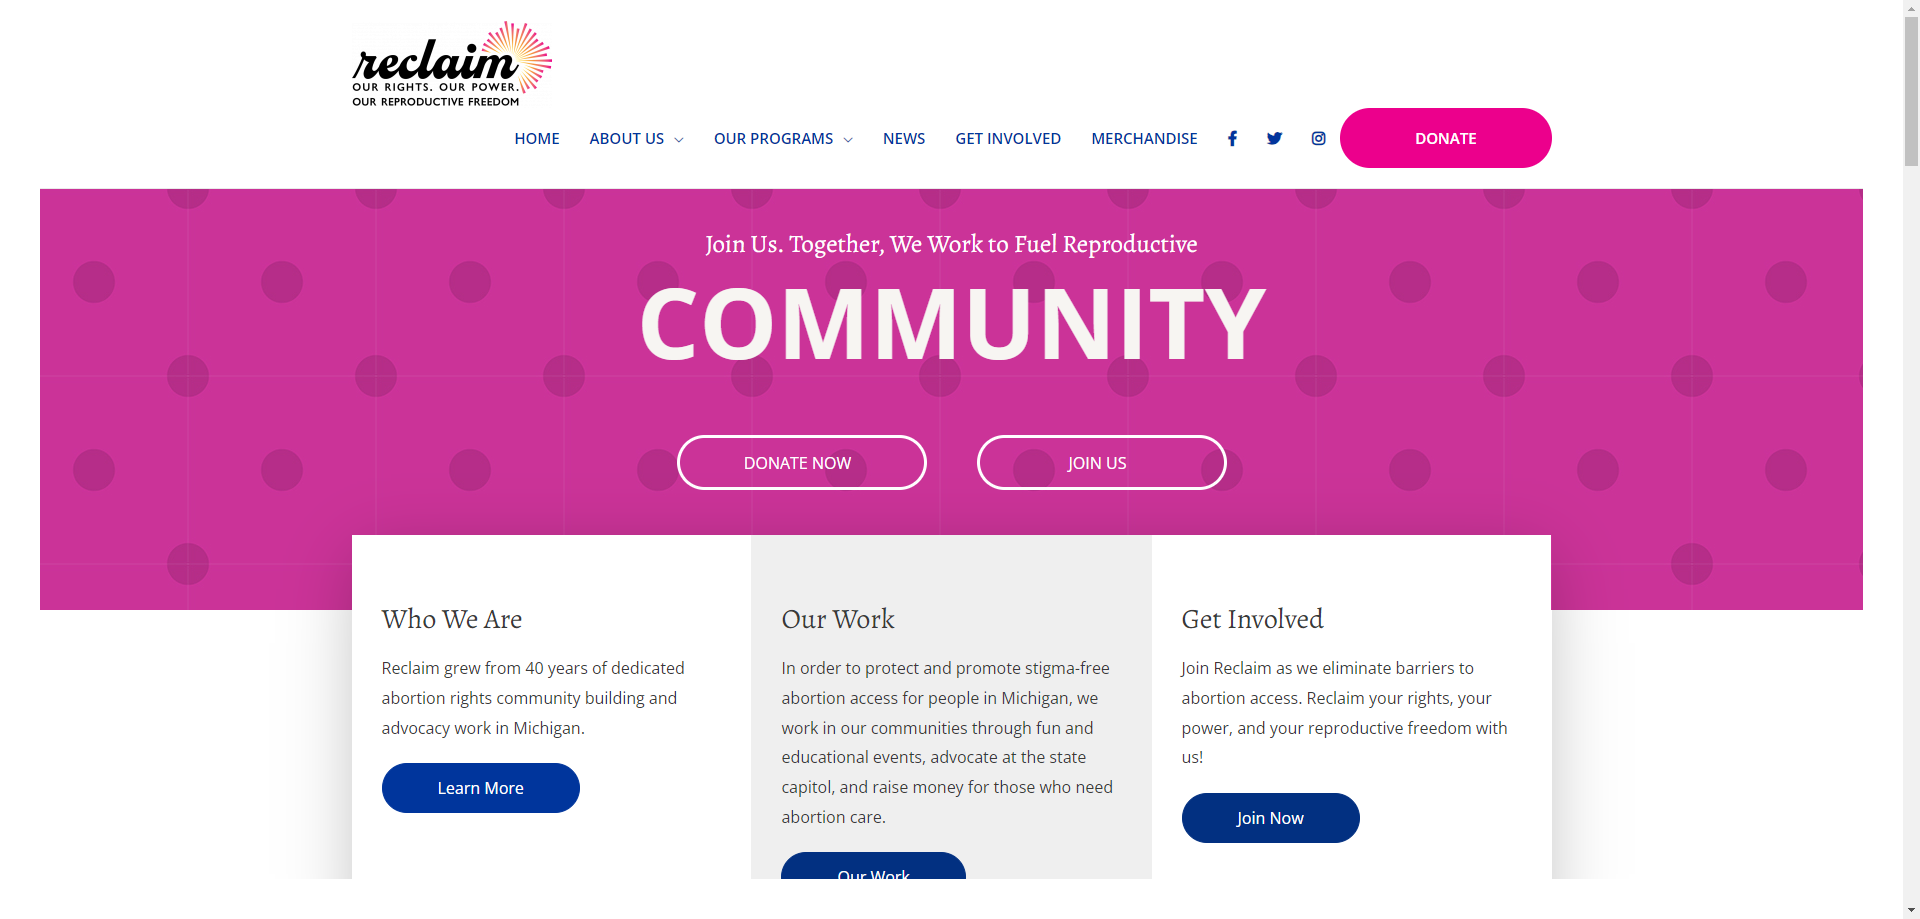 reclaim
OUR RIGHTS. OUR POWER.
OUR REPRODUCTIVE FREEDOM
HOME ABOUT US OUR PROGRAMS NEWS GET INVOLVED MERCHANDISE DONATE
Join Us. Together, We Work to Fuel Reproductive
COMMUNITY
DONATE NOW JOIN US
Who We Are
Reclaim grew from 40 years of dedicated
abortion rights community building and
advocacy work in Michigan.
Learn More
Our Work
In order to protect and promote stigma-free
abortion access for people in Michigan, we
work in our communities through fun and
educational events, advocate at the state
capitol, and raise money for those who need
abortion care.
Our Work
Get Involved
Join Reclaim as we eliminate barriers to
abortion access. Reclaim your rights, your
power, and your reproductive freedom with
us!
Join Now